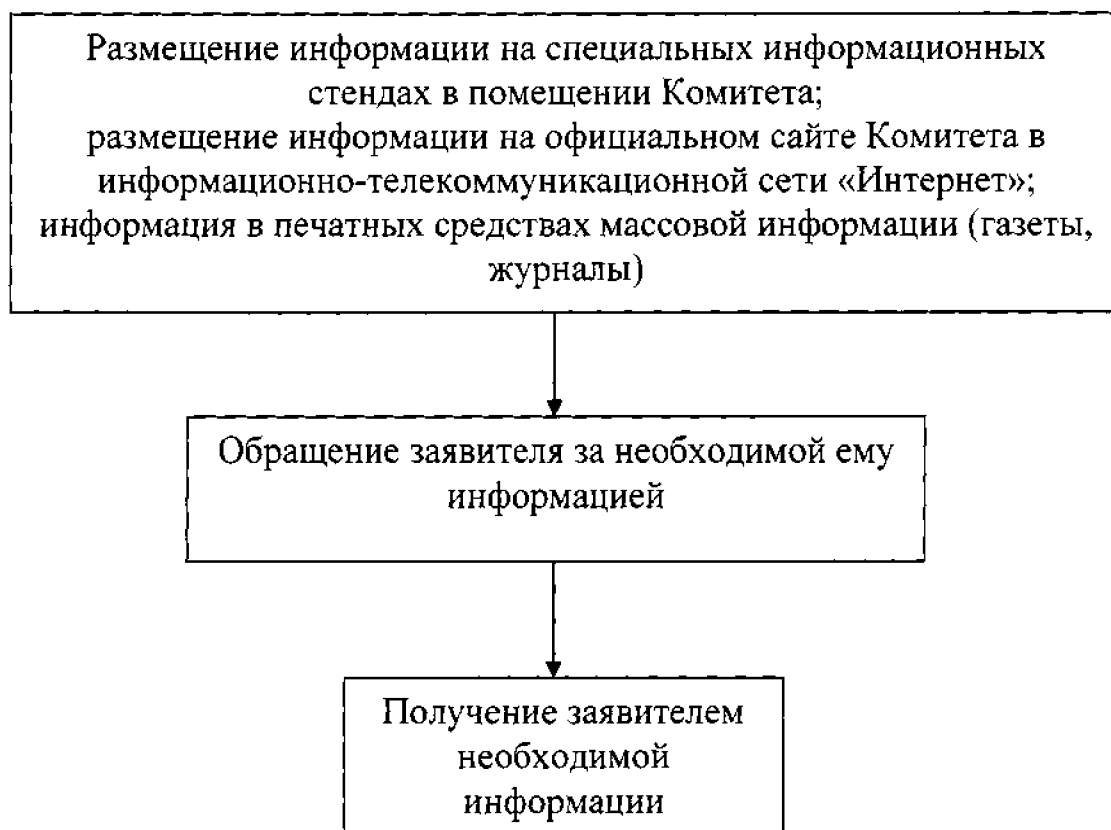 Размещение информации на специальных информационных
стендах в помещении Комитета;
размещение информации на официальном сайте Комитета в
информационно-телекоммуникационной сети «Интернет»;
информация в печатных средствах массовой информации (газеты,
журналы)
Обращение заявителя за необходимой ему
информацией
Получение заявителем
необходимой
информации